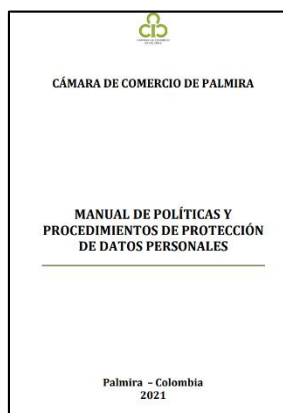 CÁMARA DE COMERCIO DE PALMIRA
MANUAL DE POLÍTICAS Y
PROCEDIMIENTOS DE PROTECCIÓN
DE DATOS PERSONALES
Palmira – Colombia
2021